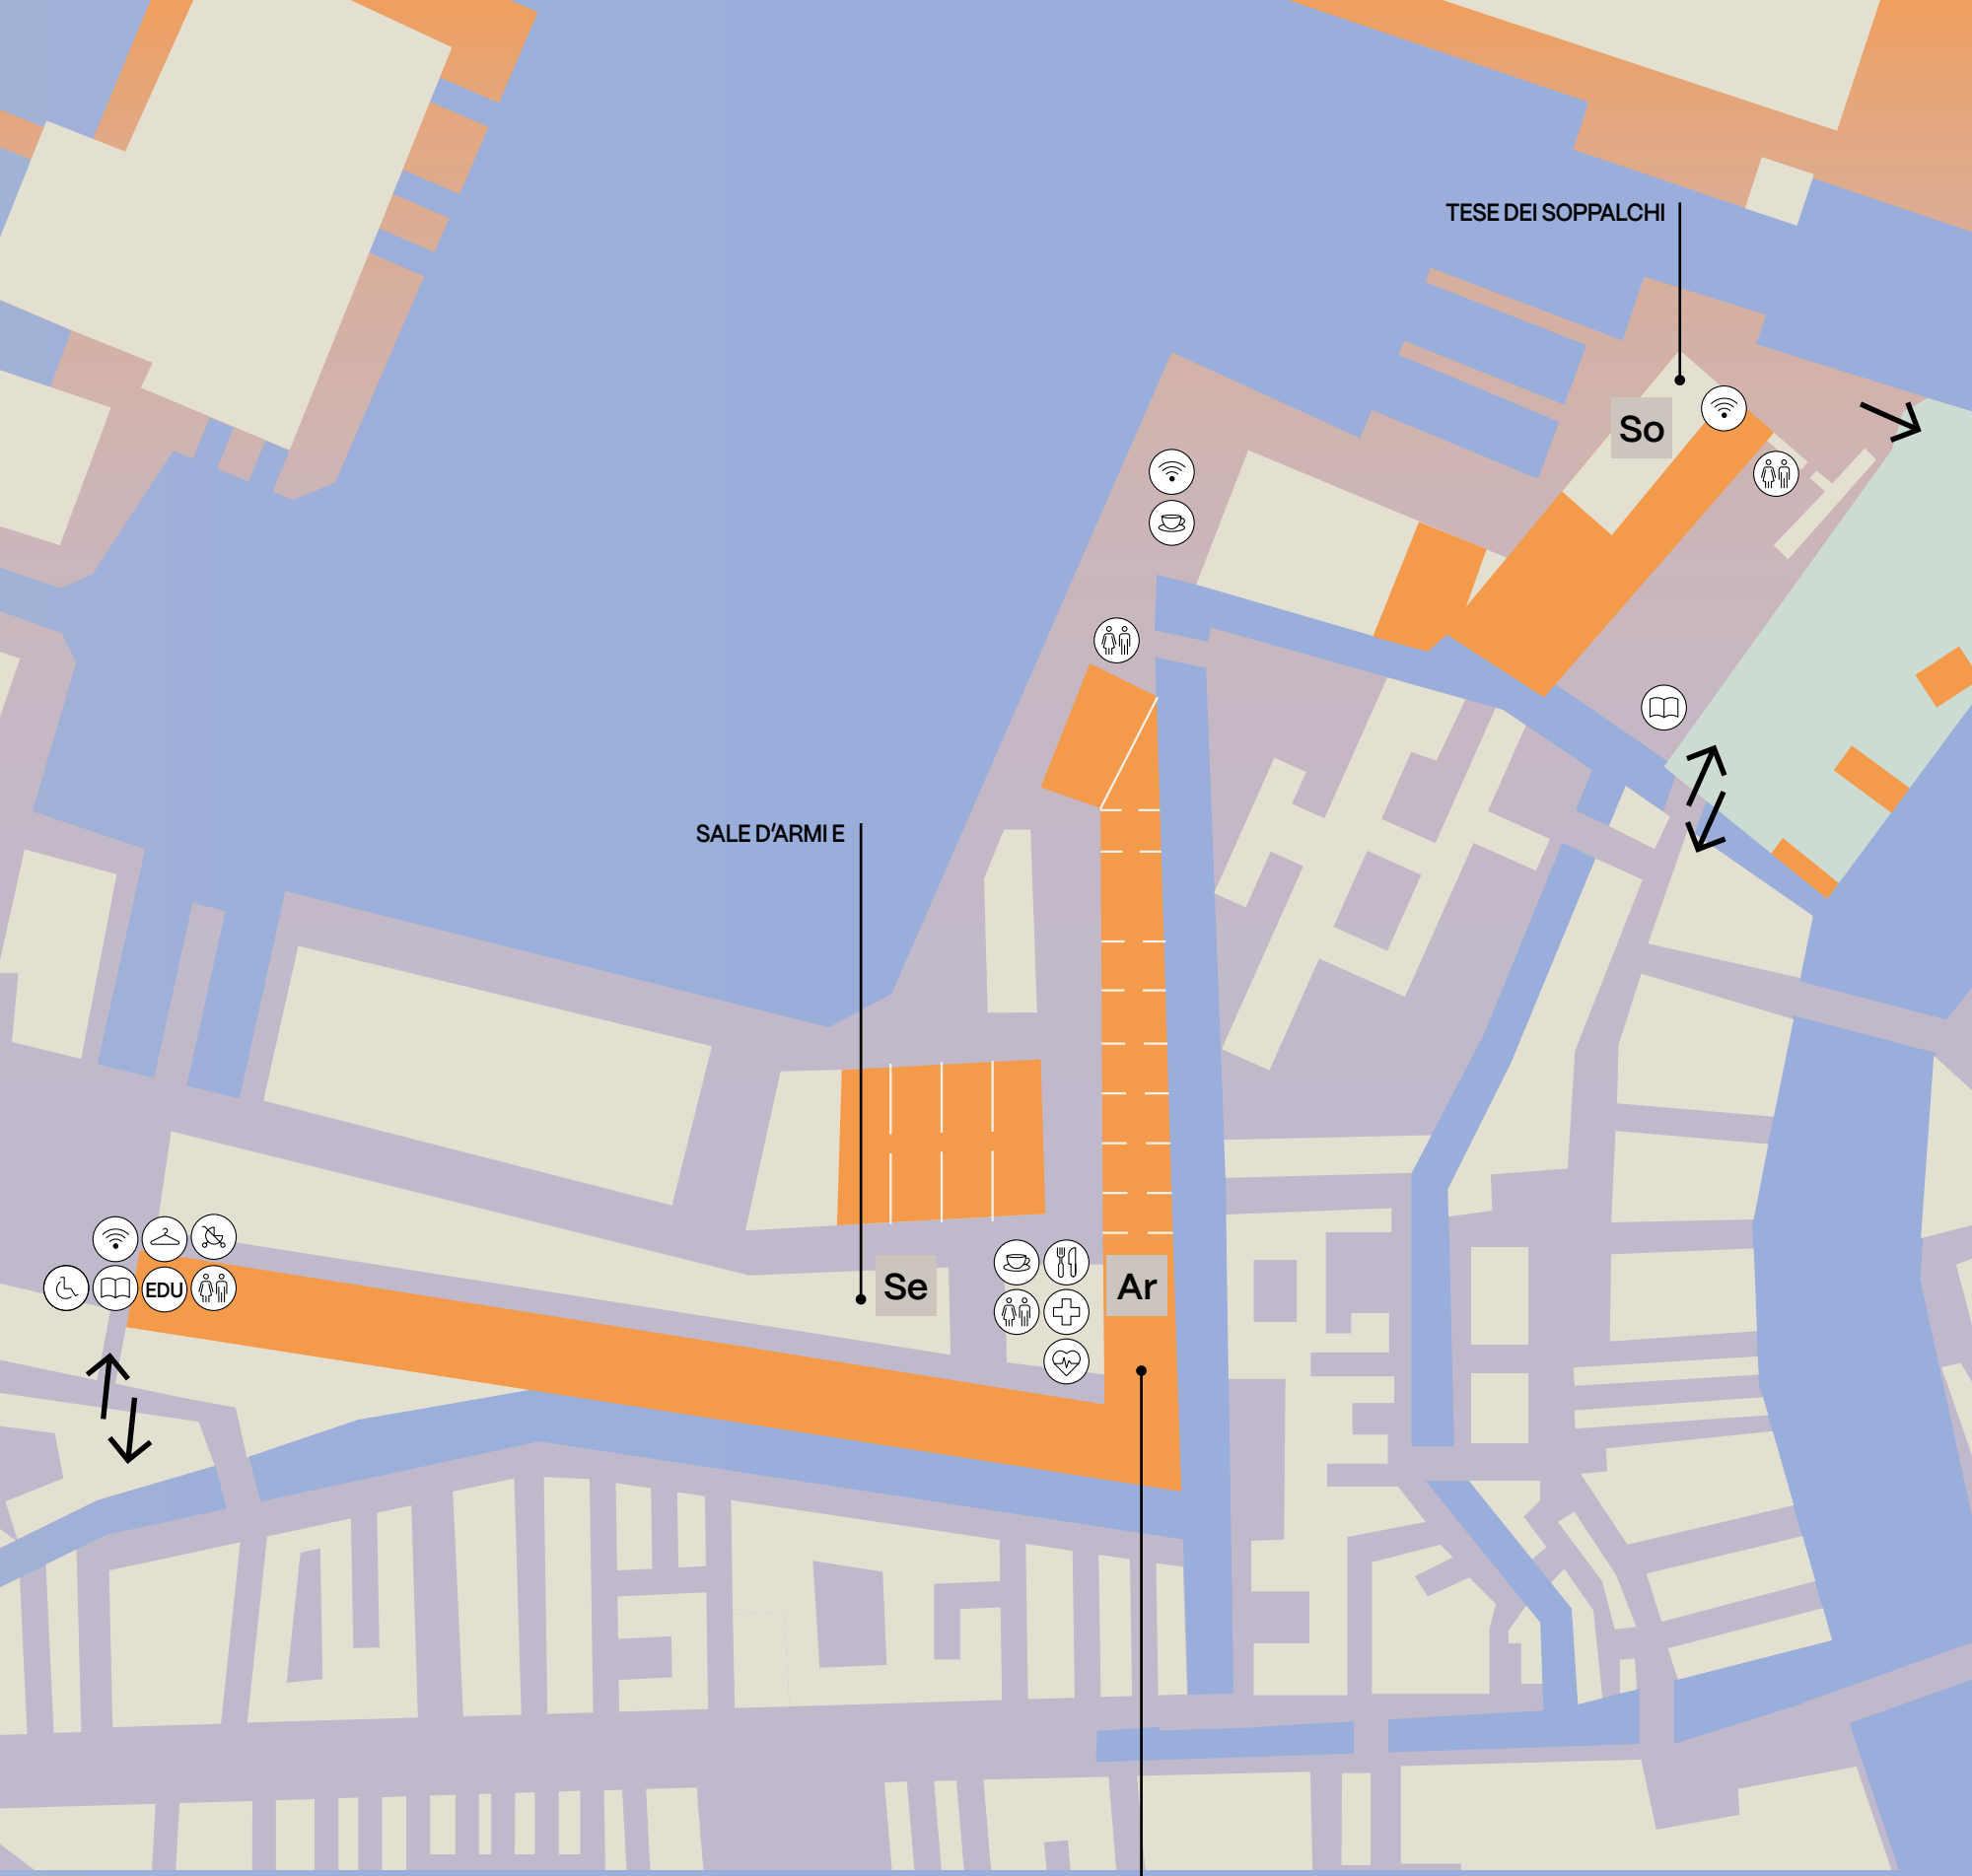 TESE DEI SOPPALCHI
So
SALE D'ARMI E
Se
Ar
EDU